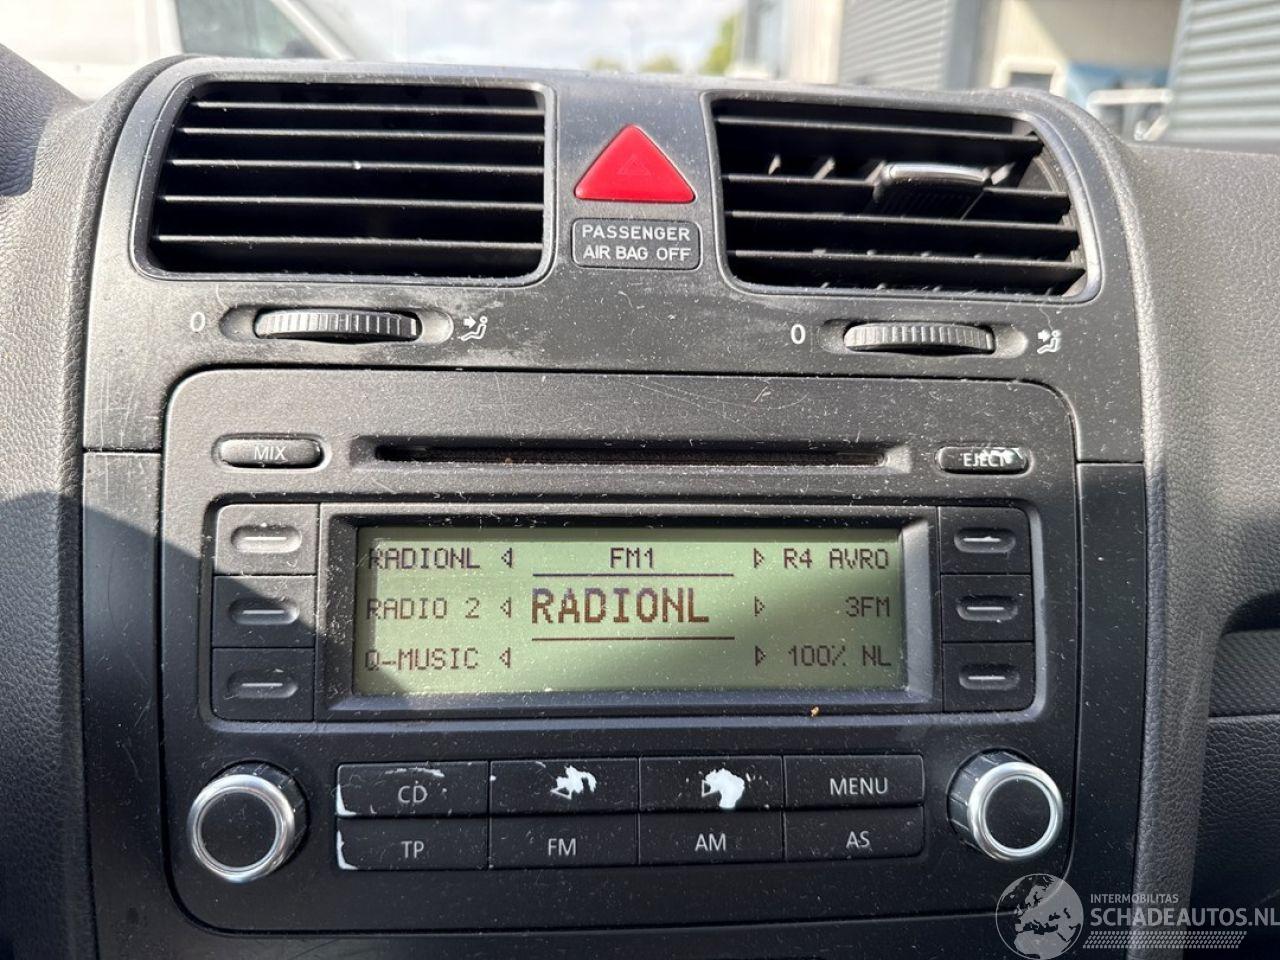 PASSENGER
AIR BAG OFF
0
0
MIX
EJECT
RADIONL FM1 R4 AVRO
RADIO 2 RADIONL 3FM
Q-MUSIC 100% NL
CD MENU
TP FM AM AS
INTERMOBILITAS
SCHADEAUTOS.NL